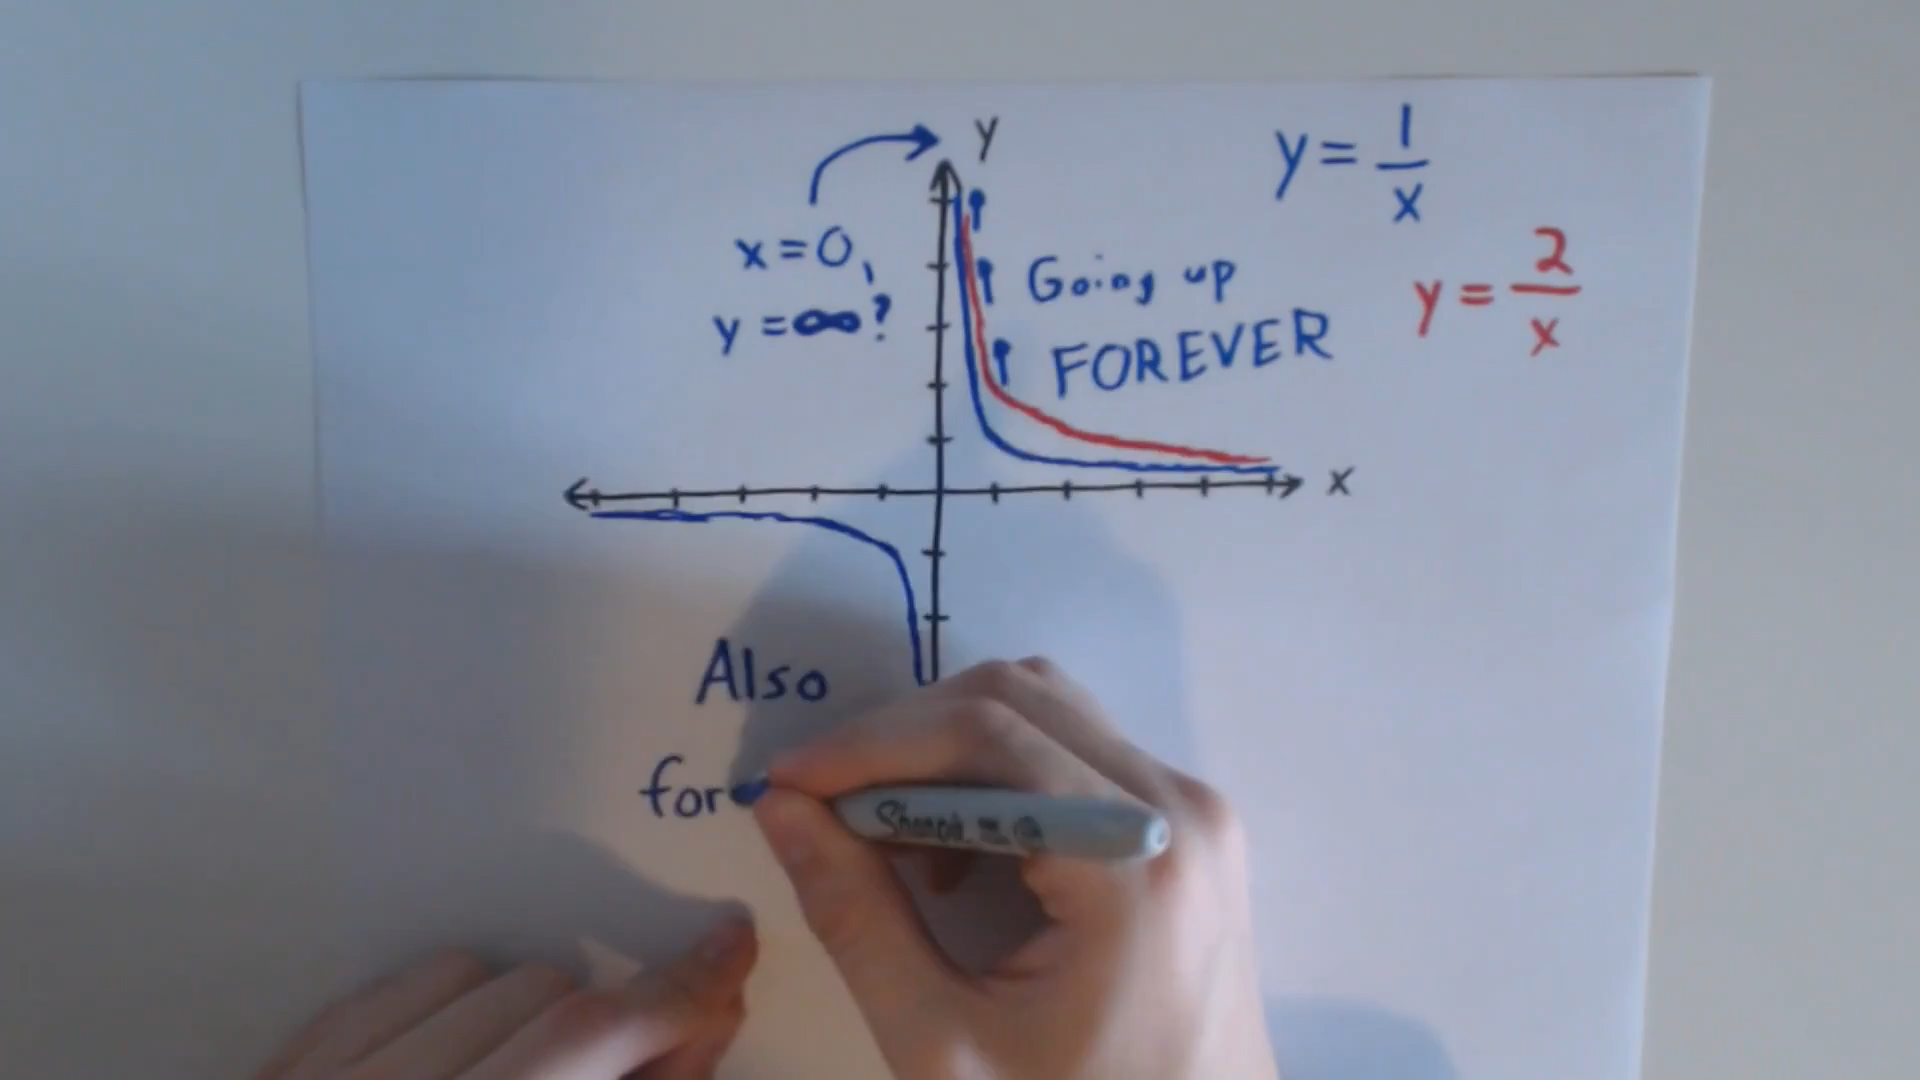 y
y = 1/x
x = 0,
y = ∞?
Going up
FOREVER
y = 2/x
x
Also
for
Sharpie